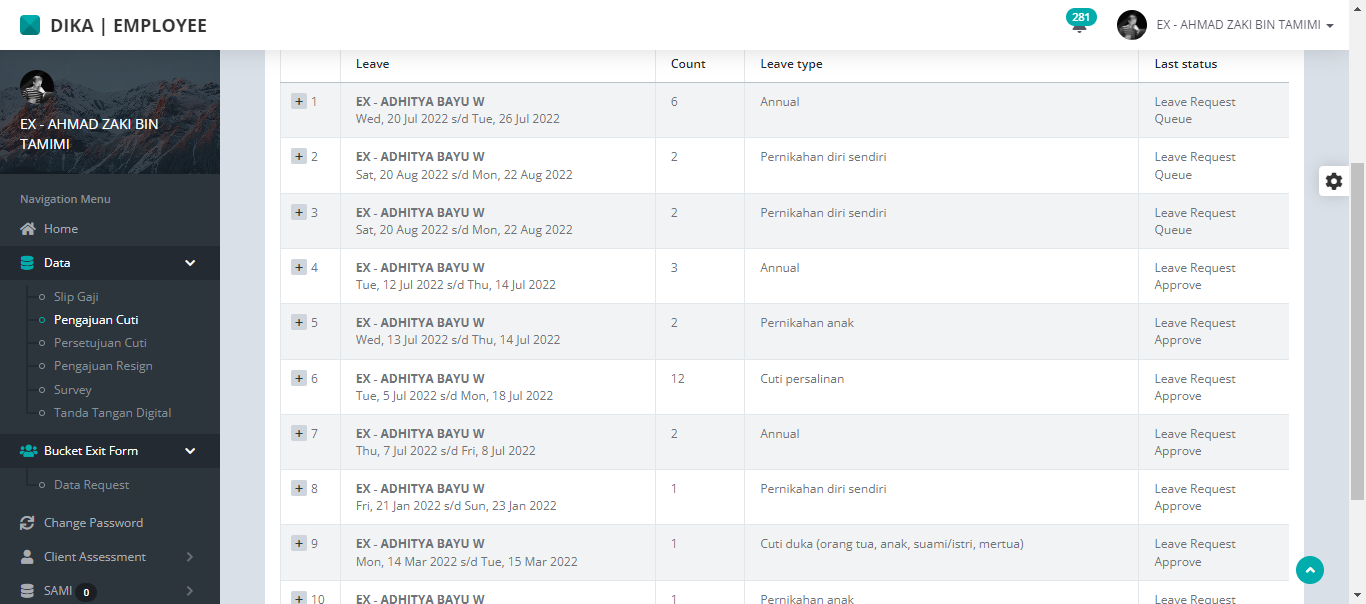 DIKA | EMPLOYEE
281
EX - AHMAD ZAKI BIN TAMIMI
EX - AHMAD ZAKI BIN
TAMIMI
Navigation Menu
Home
Data
Slip Gaji
Pengajuan Cuti
Persetujuan Cuti
Pengajuan Resign
Survey
Tanda Tangan Digital
Bucket Exit Form
Data Request
Change Password
Client Assessment
SAMI 0
Leave Count Leave type Last status
+ 1 EX - ADHITYA BAYU W 6 Annual Leave Request
Wed, 20 Jul 2022 s/d Tue, 26 Jul 2022 Queue
+ 2 EX - ADHITYA BAYU W 2 Pernikahan diri sendiri Leave Request
Sat, 20 Aug 2022 s/d Mon, 22 Aug 2022 Queue
+ 3 EX - ADHITYA BAYU W 2 Pernikahan diri sendiri Leave Request
Sat, 20 Aug 2022 s/d Mon, 22 Aug 2022 Queue
+ 4 EX - ADHITYA BAYU W 3 Annual Leave Request
Tue, 12 Jul 2022 s/d Thu, 14 Jul 2022 Approve
+ 5 EX - ADHITYA BAYU W 2 Pernikahan anak Leave Request
Wed, 13 Jul 2022 s/d Thu, 14 Jul 2022 Approve
+ 6 EX - ADHITYA BAYU W 12 Cuti persalinan Leave Request
Tue, 5 Jul 2022 s/d Mon, 18 Jul 2022 Approve
+ 7 EX - ADHITYA BAYU W 2 Annual Leave Request
Thu, 7 Jul 2022 s/d Fri, 8 Jul 2022 Approve
+ 8 EX - ADHITYA BAYU W 1 Pernikahan diri sendiri Leave Request
Fri, 21 Jan 2022 s/d Sun, 23 Jan 2022 Approve
+ 9 EX - ADHITYA BAYU W 1 Cuti duka (orang tua, anak, suami/istri, mertua) Leave Request
Mon, 14 Mar 2022 s/d Tue, 15 Mar 2022 Approve
+ 10 EX - ADHITYA BAYU W 1 Pernikahan anak Leave Request